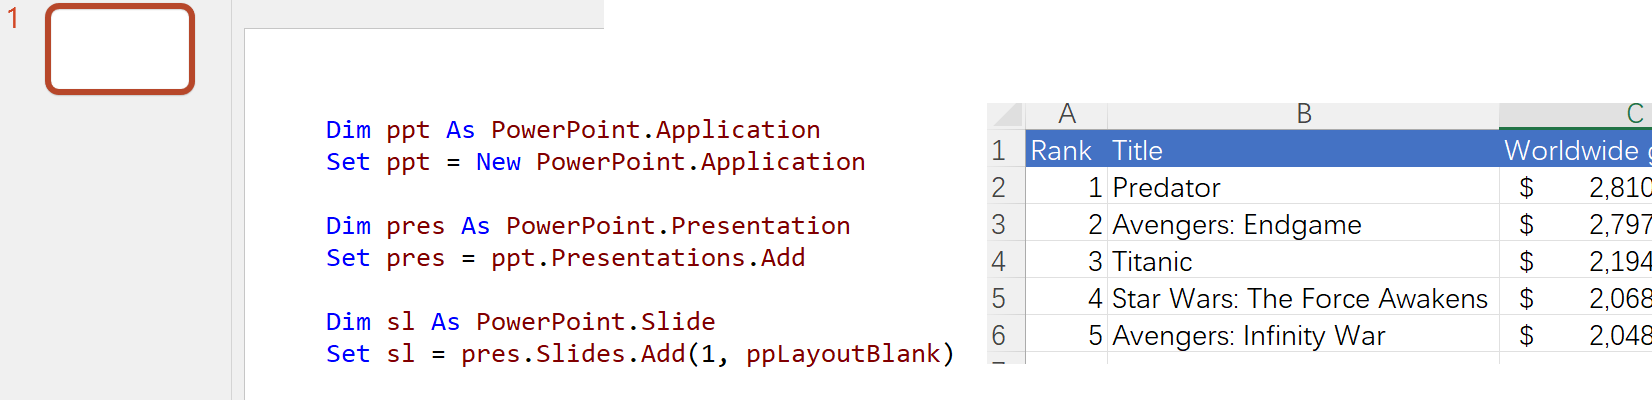 1
Dim ppt As PowerPoint.Application
Set ppt = New PowerPoint.Application
Dim pres As PowerPoint.Presentation
Set pres = ppt.Presentations.Add
Dim sl As PowerPoint.Slide
Set sl = pres.Slides.Add(1, ppLayoutBlank)
A B C
1 Rank Title Worldwide
2 1 Predator $ 2,810
3 2 Avengers: Endgame $ 2,797
4 3 Titanic $ 2,194
5 4 Star Wars: The Force Awakens $ 2,068
6 5 Avengers: Infinity War $ 2,048